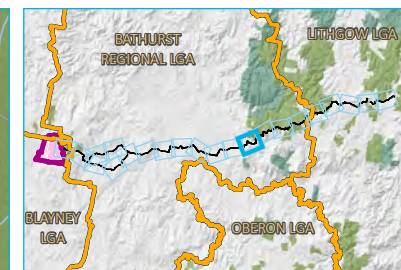 BATHURST
REGIONAL LGA
LITHGOW LGA
BLAYNEY
LGA
OBERON LGA